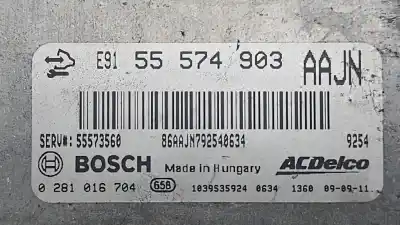 E91 55 574 903 AAJN
SERV#: 55573560 86AAJN792540634 9254
BOSCH Made in Hungary ACDelco
0 281 016 704 658 1039S35924 0634 1360 09-09-11